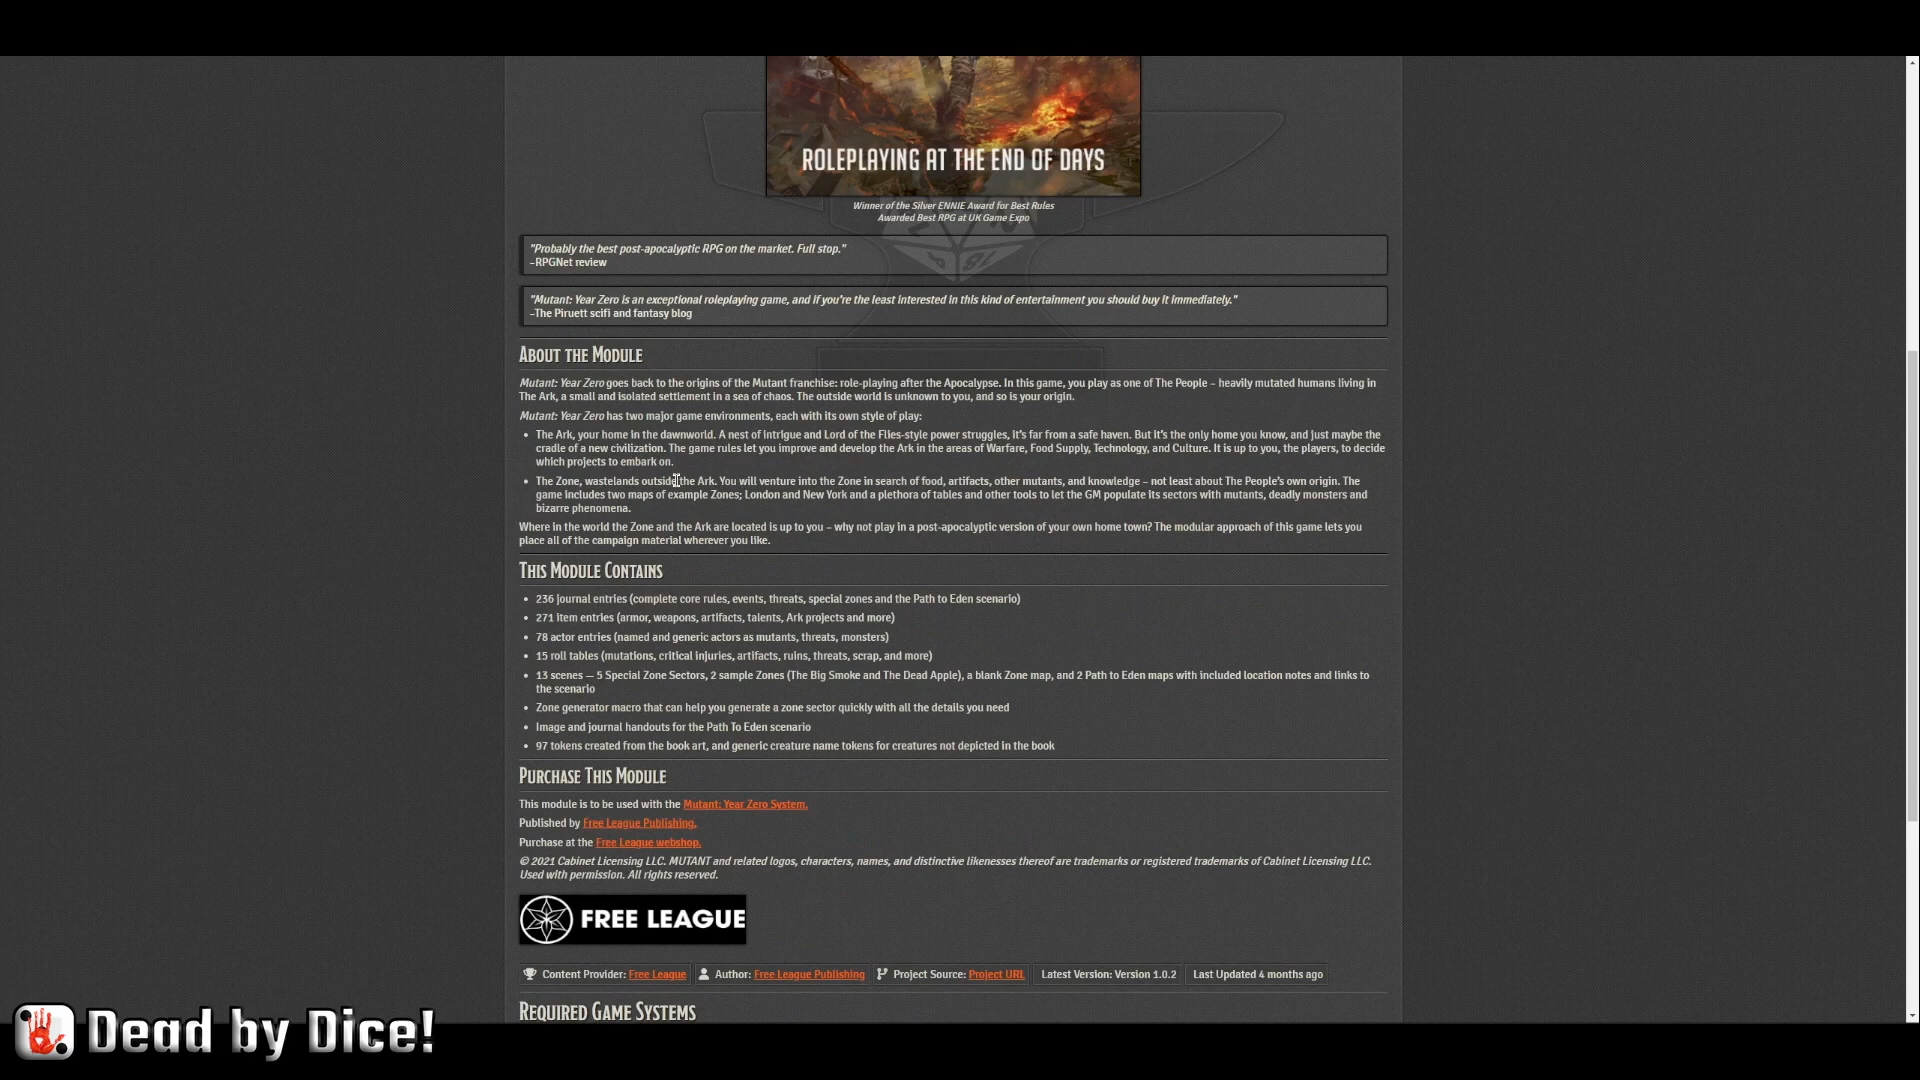 ROLEPLAYING AT THE END OF DAYS
Winner of the Silver ENNIE Award for Best Rules
Awarded Best RPG at UK Game Expo
"Probably the best post-apocalyptic RPG on the market. Full stop."
–RPGNet review
"Mutant: Year Zero is an exceptional roleplaying game, and if you're the least interested in this kind of entertainment you should buy it immediately."
–The Piruett scifi and fantasy blog
About the Module
Mutant: Year Zero goes back to the origins of the Mutant franchise: role-playing after the Apocalypse. In this game, you play as one of The People – heavily mutated humans living in
The Ark, a small and isolated settlement in a sea of chaos. The outside world is unknown to you, and so is your origin.
Mutant: Year Zero has two major game environments, each with its own style of play:
• The Ark, your home in the dawnworld. A nest of intrigue and Lord of the Flies-style power struggles, it's far from a safe haven. But it's the only home you know, and just maybe the
cradle of a new civilization. The game rules let you improve and develop the Ark in the areas of Warfare, Food Supply, Technology, and Culture. It is up to you, the players, to decide
which projects to embark on.
• The Zone, wastelands outside the Ark. You will venture into the Zone in search of food, artifacts, other mutants, and knowledge – not least about The People's own origin. The
game includes two maps of example Zones; London and New York and a plethora of tables and other tools to let the GM populate its sectors with mutants, deadly monsters and
bizarre phenomena.
Where in the world the Zone and the Ark are located is up to you – why not play in a post-apocalyptic version of your own home town? The modular approach of this game lets you
place all of the campaign material wherever you like.
This Module Contains
• 236 journal entries (complete core rules, events, threats, special zones and the Path to Eden scenario)
• 271 item entries (armor, weapons, artifacts, talents, Ark projects and more)
• 78 actor entries (named and generic actors as mutants, threats, monsters)
• 15 roll tables (mutations, critical injuries, artifacts, ruins, threats, scrap, and more)
• 13 scenes — 5 Special Zone Sectors, 2 sample Zones (The Big Smoke and The Dead Apple), a blank Zone map, and 2 Path to Eden maps with included location notes and links to
the scenario
• Zone generator macro that can help you generate a zone sector quickly with all the details you need
• Image and journal handouts for the Path To Eden scenario
• 97 tokens created from the book art, and generic creature name tokens for creatures not depicted in the book
Purchase This Module
This module is to be used with the Mutant: Year Zero System.
Published by Free League Publishing.
Purchase at the Free League webshop.
© 2021 Cabinet Licensing LLC. MUTANT and related logos, characters, names, and distinctive likenesses thereof are trademarks or registered trademarks of Cabinet Licensing LLC.
Used with permission. All rights reserved.
FREE LEAGUE
Content Provider: Free League Author: Free League Publishing Project Source: Project URL Latest Version: Version 1.0.2 Last Updated 4 months ago
Required Game Systems
Dead by Dice!